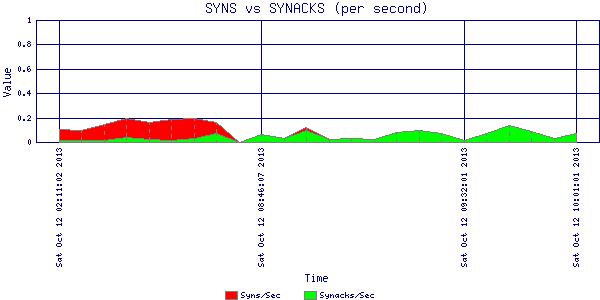 SYNS vs SYNACKS (per second)
1
0.8
0.6
0.4
0.2
0
Value
Sat Oct 12 02:11:02 2013
Sat Oct 12 08:46:07 2013
Sat Oct 12 09:32:01 2013
Sat Oct 12 10:01:01 2013
Time
Syns/Sec
Synacks/Sec